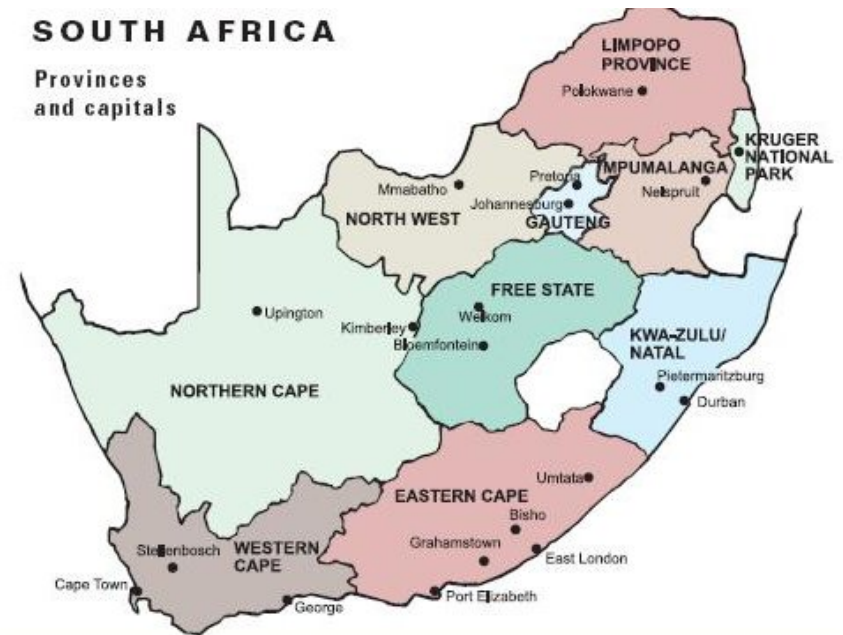 SOUTH AFRICA
Provinces
and capitals
LIMPOPO
PROVINCE
Polokwane
KRUGER
NATIONAL
PARK
MPUMALANGA
Nelspruit
Pretoria
Johannesburg
GAUTENG
Mmabatho
NORTH WEST
FREE STATE
Welkom
Bloemfontein
Kimberley
Upington
NORTHERN CAPE
KWA-ZULU/
NATAL
Pietermaritzburg
Durban
Umtata
EASTERN CAPE
Bisho
Grahamstown
East London
Port Elizabeth
Stellenbosch
WESTERN
CAPE
Cape Town
George